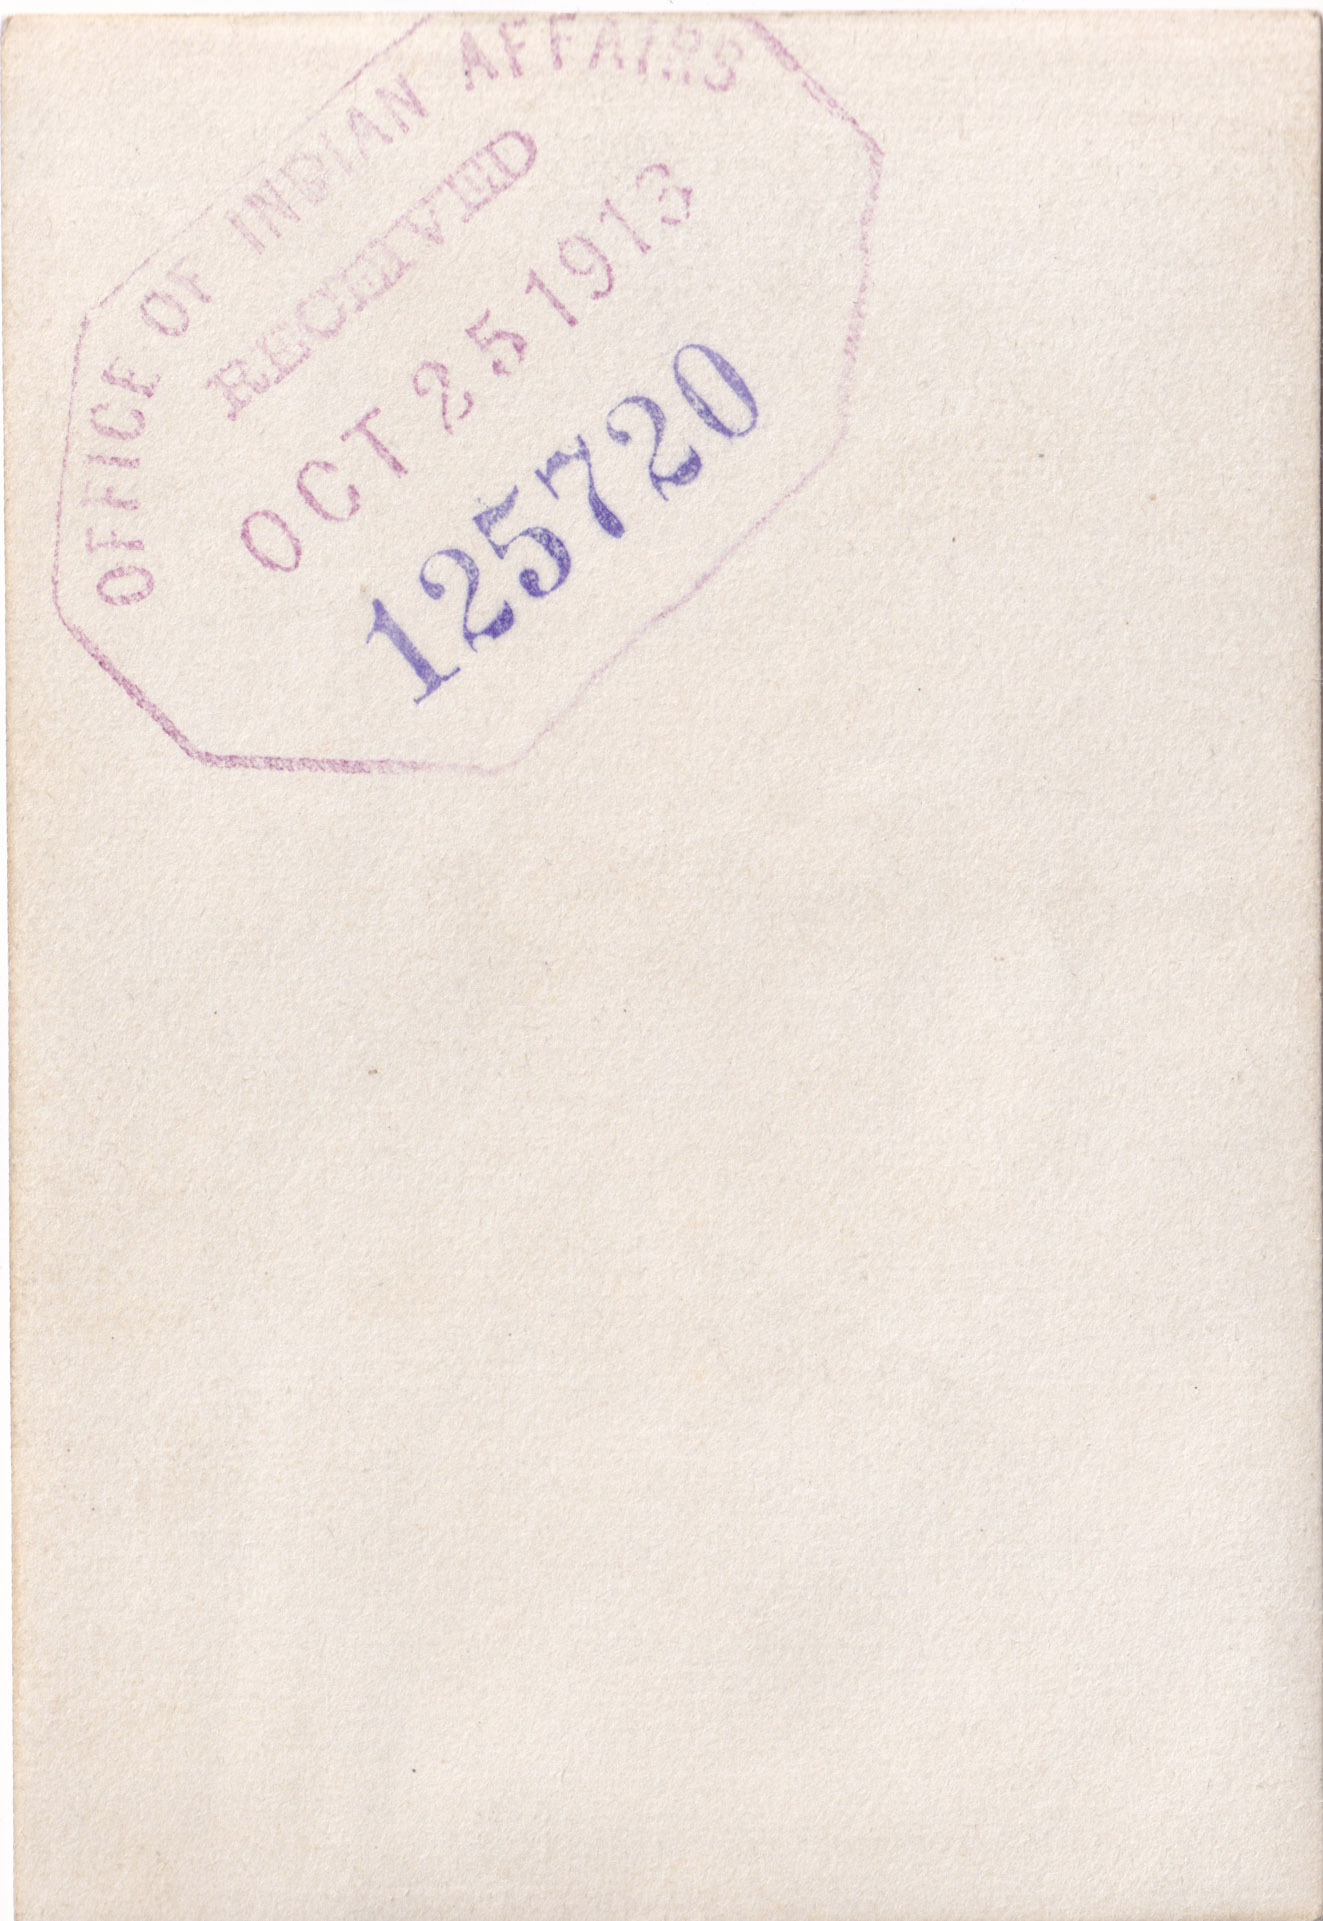 OFFICE OF INDIAN AFFAIRS
RECEIVED
OCT 25 1913
125720